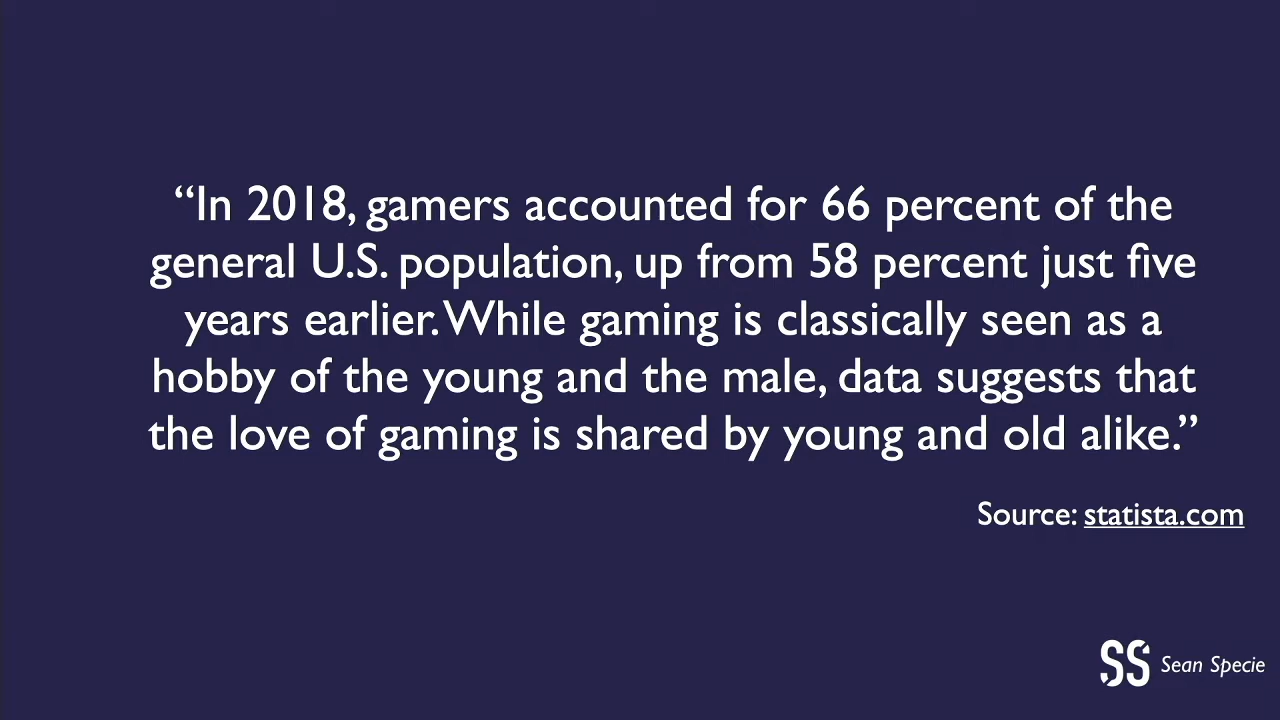 “In 2018, gamers accounted for 66 percent of the
general U.S. population, up from 58 percent just five
years earlier. While gaming is classically seen as a
hobby of the young and the male, data suggests that
the love of gaming is shared by young and old alike.”
Source: statista.com
SS Sean Specie